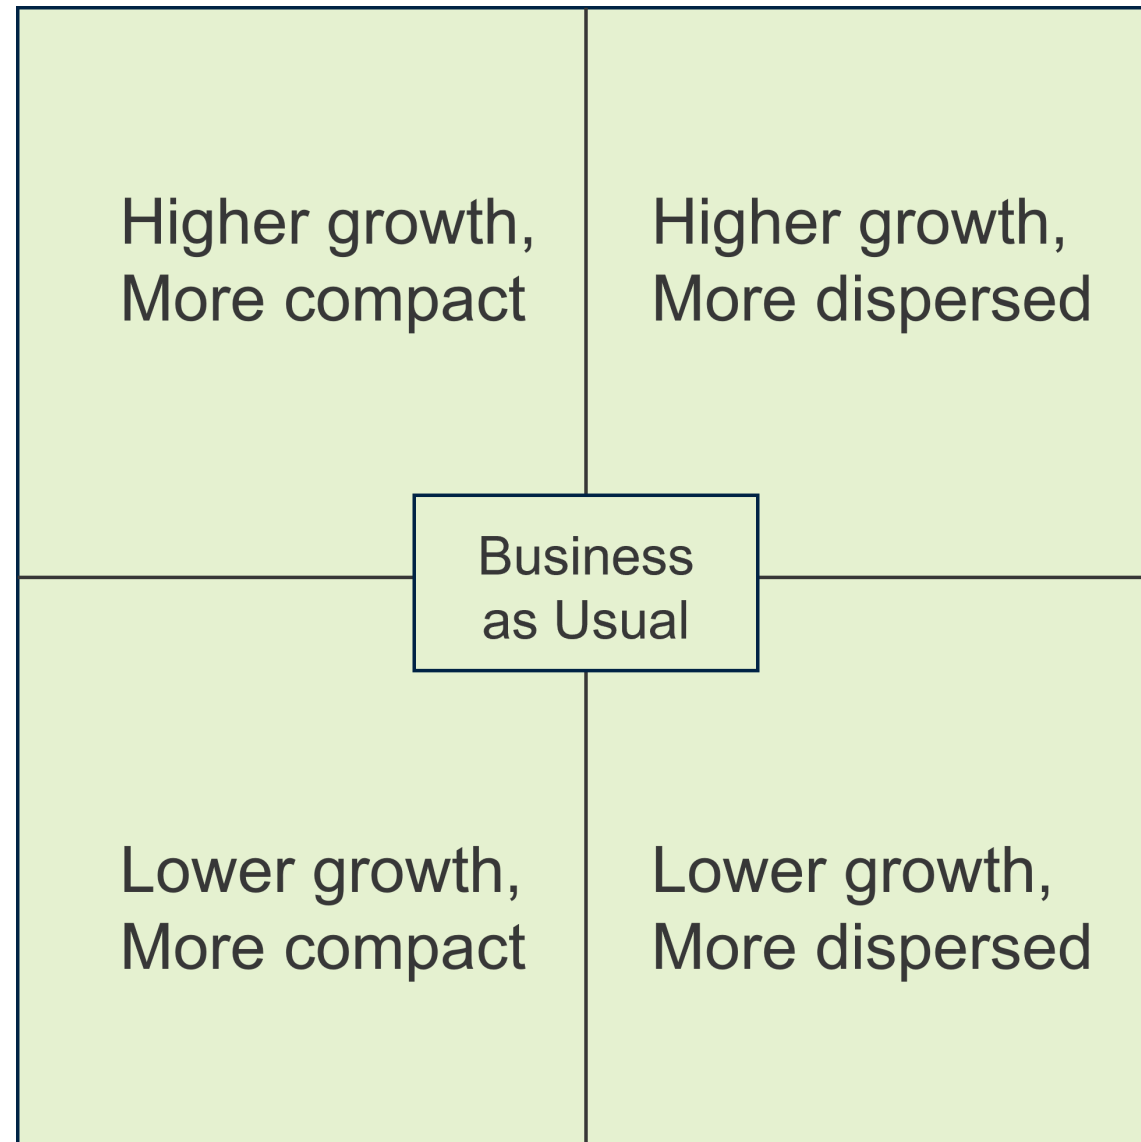 Higher growth,
More compact
Higher growth,
More dispersed
Business
as Usual
Lower growth,
More compact
Lower growth,
More dispersed